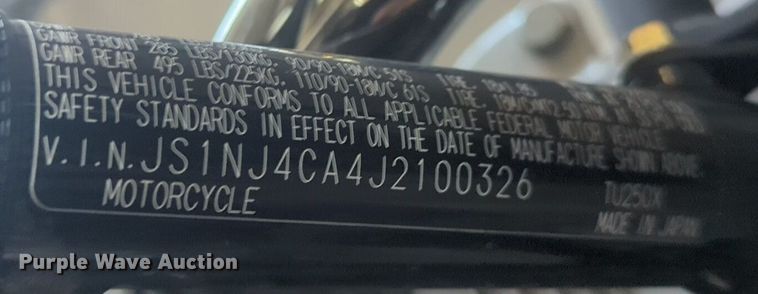 GAWR FRONT 285 LBS/130KG. 90/90-18M/C 51S
GAWR REAR 495 LBS/225KG. 110/90-18M/C 61S TIRE.
THIS VEHICLE CONFORMS TO ALL APPLICABLE FEDERAL MOTOR VEHICLE
SAFETY STANDARDS IN EFFECT ON THE DATE OF MANUFACTURE SHOWN ABOVE.
V.I.N.JS1NJ4CA4J2100326 TU250X
MOTORCYCLE MADE IN JAPAN
Purple Wave Auction